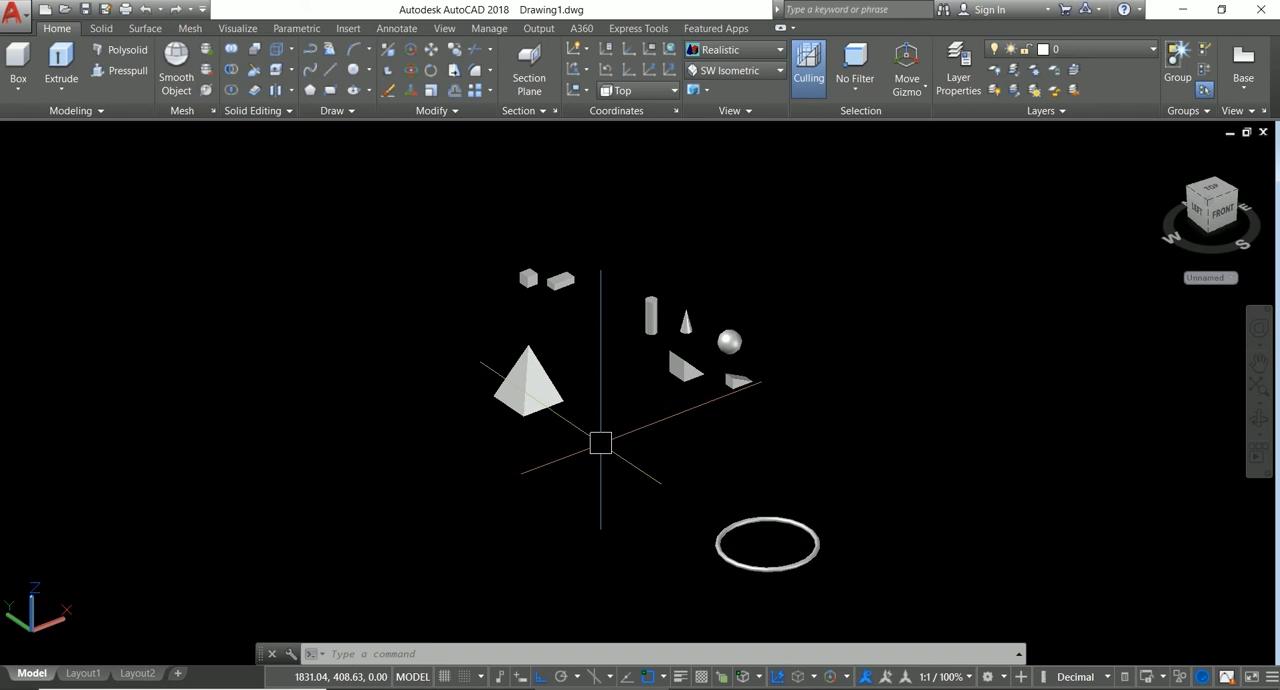 Autodesk AutoCAD 2018 Drawing1.dwg
Type a keyword or phrase
Sign In
Home Solid Surface Mesh Visualize Parametric Insert Annotate View Manage Output A360 Express Tools Featured Apps
Box
Extrude
Polysolid
Presspull
Smooth
Object
Section
Plane
Top
Realistic
SW Isometric
Culling
No Filter
Move
Gizmo
Layer
Properties
0
Group
Base
Modeling Mesh Solid Editing Draw Modify Section Coordinates View Selection Layers Groups View
TOP
LEFT FRONT
W S E
Unnamed
Z
Y X
Type a command
Model Layout1 Layout2 +
1831.04, 408.63, 0.00 MODEL 1:1 / 100% Decimal